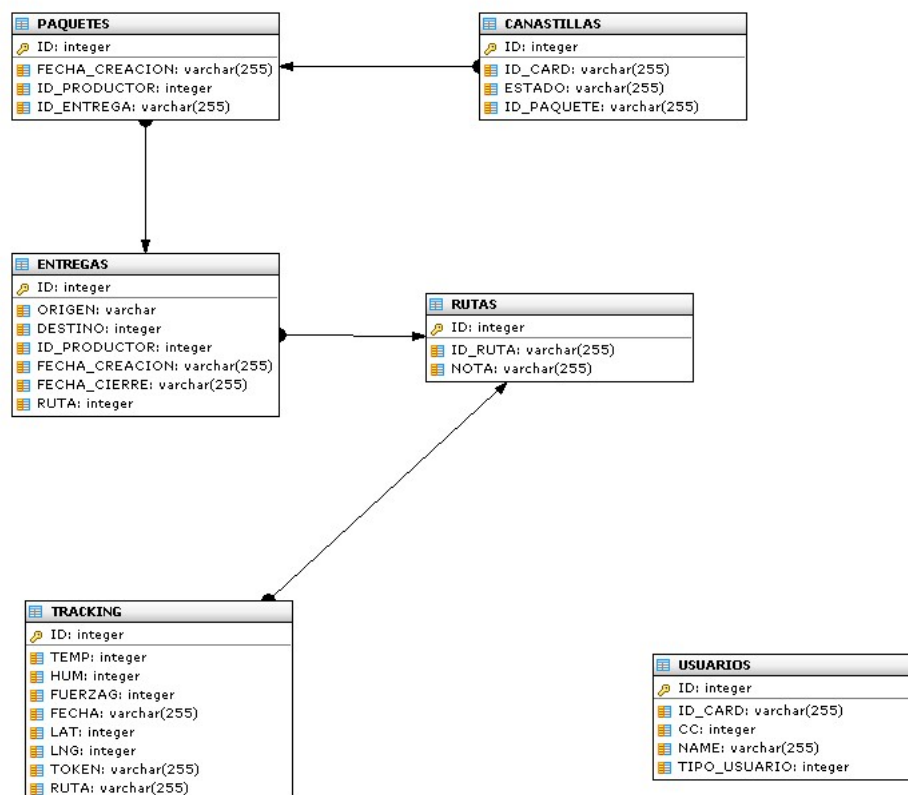 PAQUETES
ID: integer
FECHA_CREACION: varchar(255)
ID_PRODUCTOR: integer
ID_ENTREGA: varchar(255)
CANASTILLAS
ID: integer
ID_CARD: varchar(255)
ESTADO: varchar(255)
ID_PAQUETE: varchar(255)
ENTREGAS
ID: integer
ORIGEN: varchar
DESTINO: integer
ID_PRODUCTOR: integer
FECHA_CREACION: varchar(255)
FECHA_CIERRE: varchar(255)
RUTA: integer
RUTAS
ID: integer
ID_RUTA: varchar(255)
NOTA: varchar(255)
TRACKING
ID: integer
TEMP: integer
HUM: integer
FUERZAG: integer
FECHA: varchar(255)
LAT: integer
LNG: integer
TOKEN: varchar(255)
RUTA: varchar(255)
USUARIOS
ID: integer
ID_CARD: varchar(255)
CC: integer
NAME: varchar(255)
TIPO_USUARIO: integer